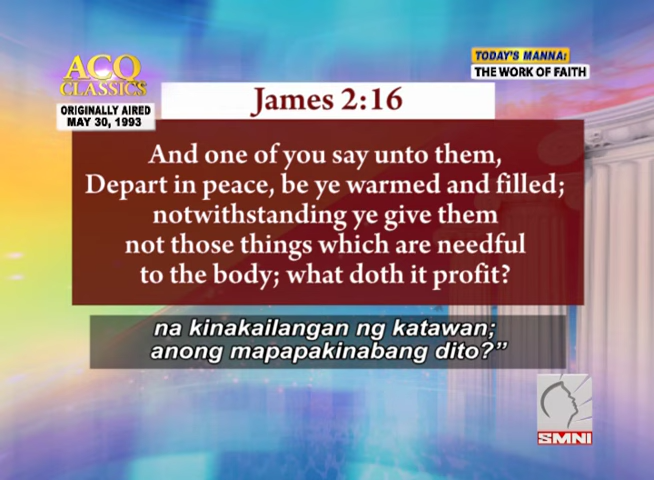 ACQ
CLASSICS
ORIGINALLY AIRED
MAY 30, 1993
TODAY'S MANNA:
THE WORK OF FAITH
James 2:16
And one of you say unto them,
Depart in peace, be ye warmed and filled;
notwithstanding ye give them
not those things which are needful
to the body; what doth it profit?
na kinakailangan ng katawan;
anong mapapakinabang dito?”
SMNI